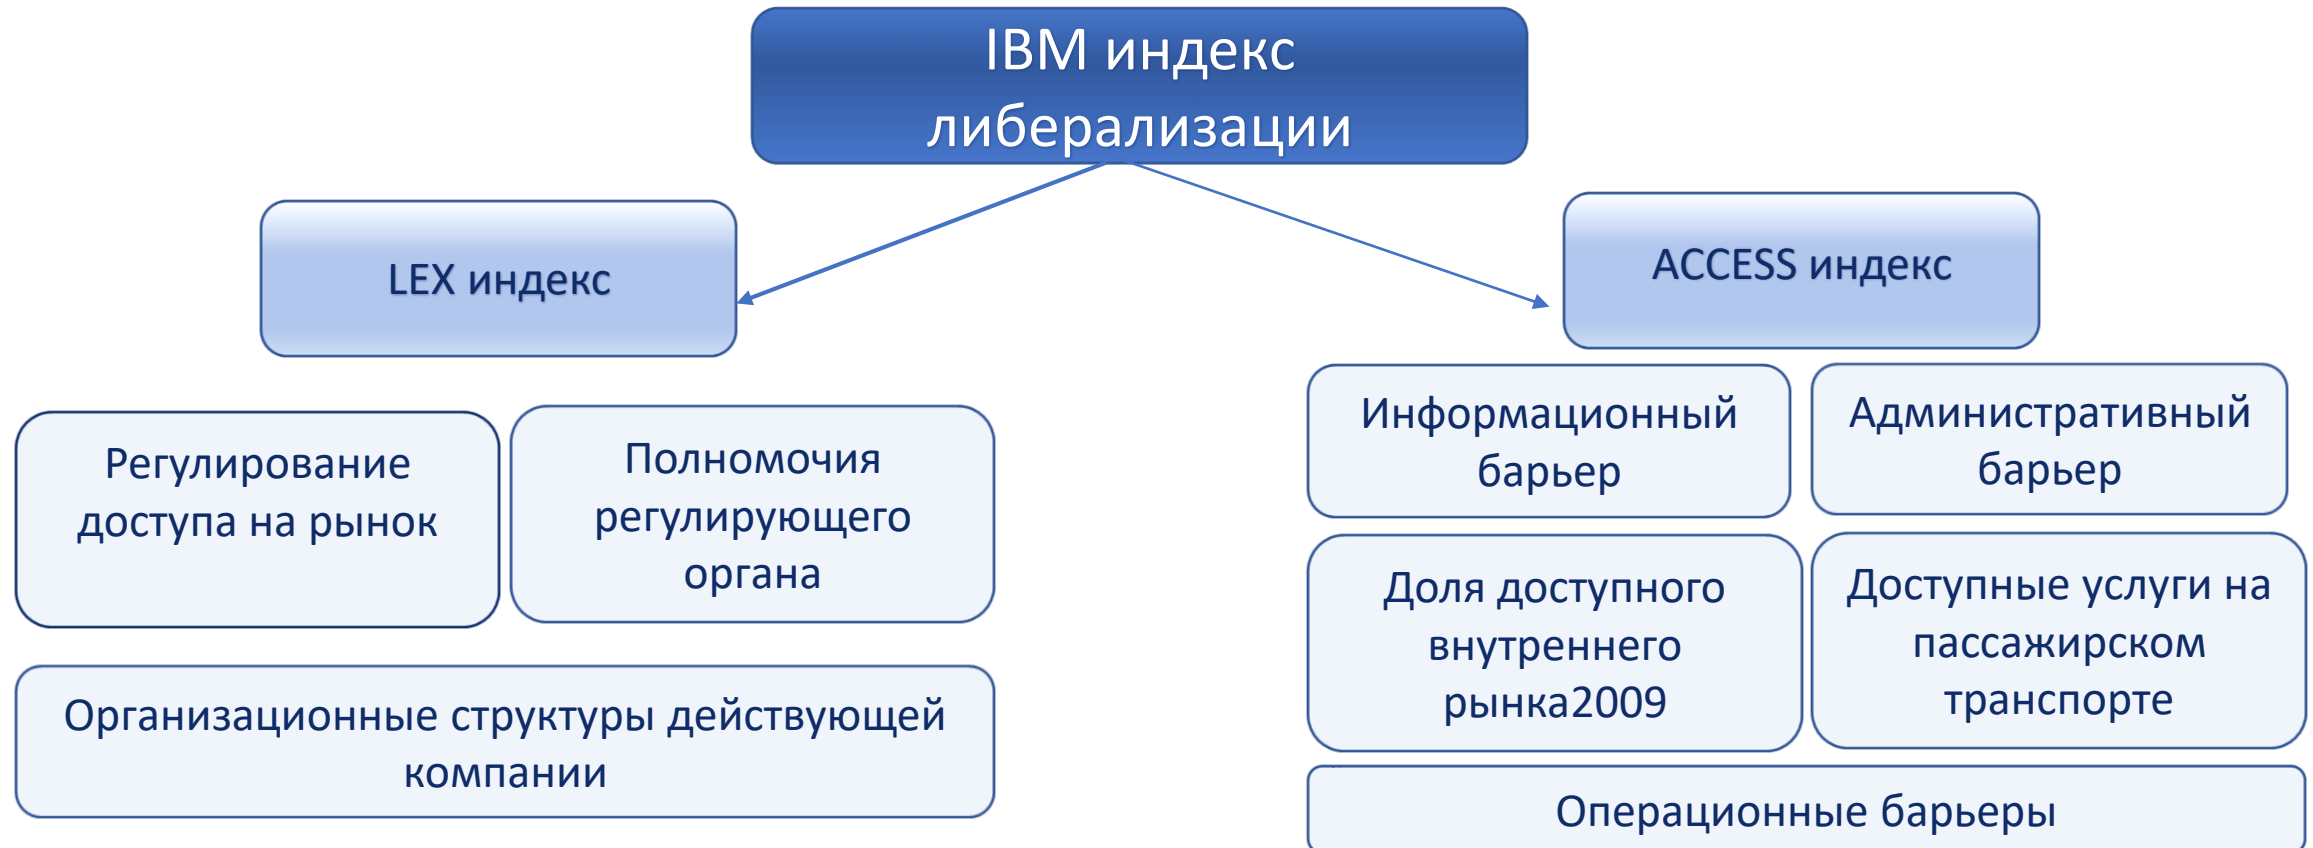 IBM индекс
либерализации
LEX индекс
ACCESS индекс
Регулирование
доступа на рынок
Полномочия
регулирующего
органа
Организационные структуры действующей
компании
Информационный
барьер
Административный
барьер
Доля доступного
внутреннего
рынка2009
Доступные услуги на
пассажирском
транспорте
Операционные барьеры